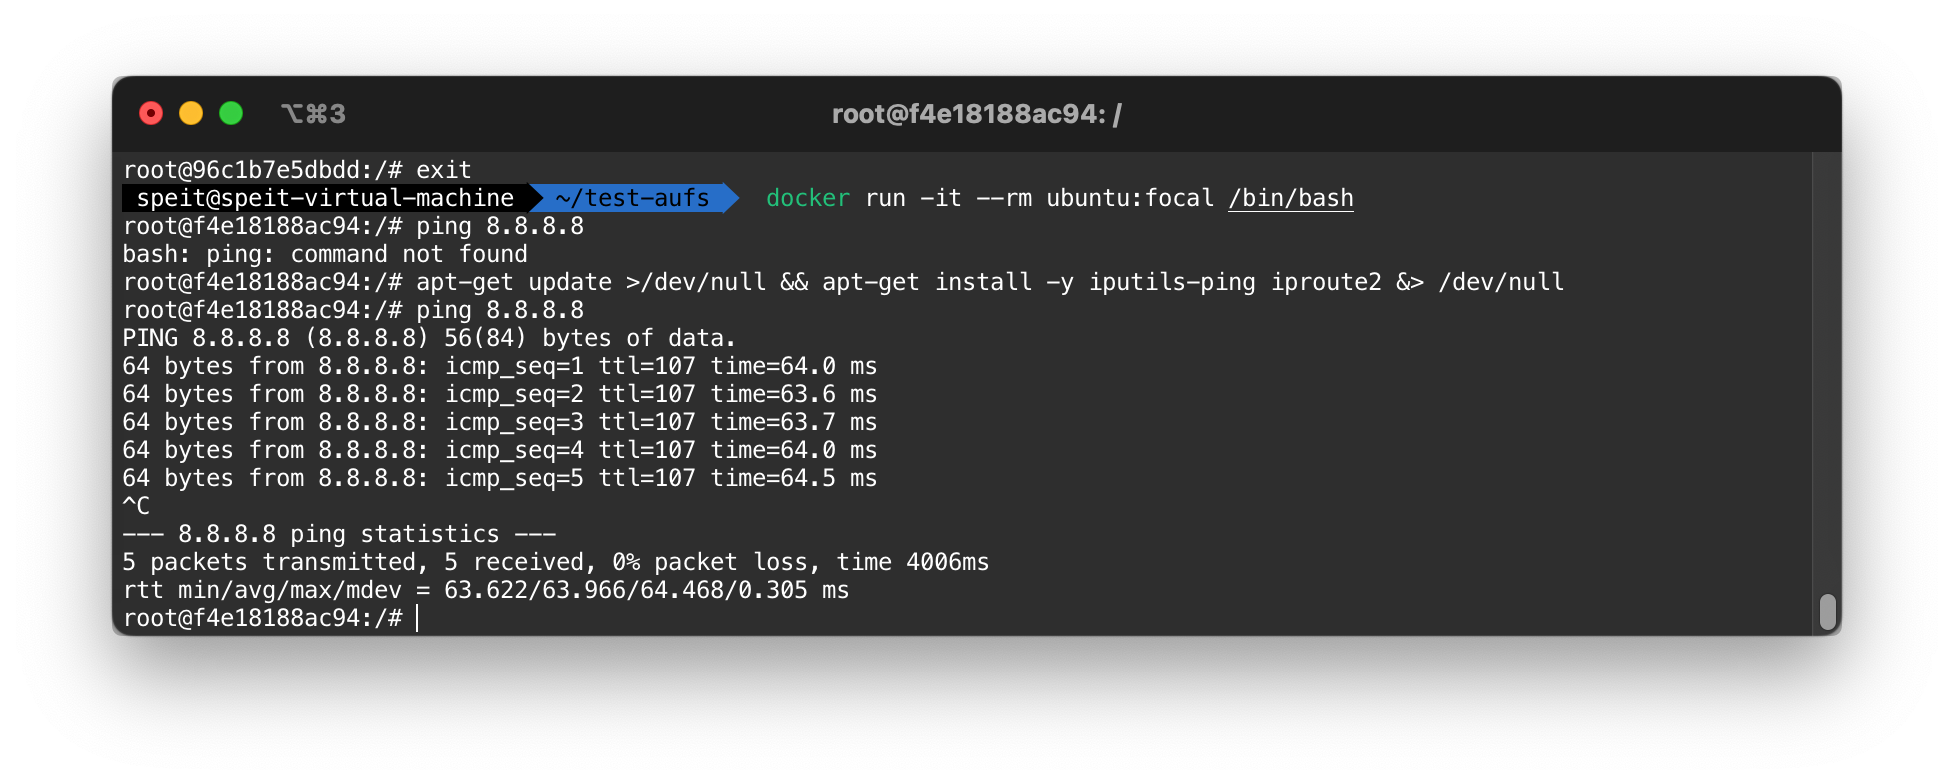 ⌥⌘3
root@f4e18188ac94: /
root@96c1b7e5dbdd:/# exit
speit@speit-virtual-machine ~/test-aufs docker run -it --rm ubuntu:focal /bin/bash
root@f4e18188ac94:/# ping 8.8.8.8
bash: ping: command not found
root@f4e18188ac94:/# apt-get update >/dev/null && apt-get install -y iputils-ping iproute2 &> /dev/null
root@f4e18188ac94:/# ping 8.8.8.8
PING 8.8.8.8 (8.8.8.8) 56(84) bytes of data.
64 bytes from 8.8.8.8: icmp_seq=1 ttl=107 time=64.0 ms
64 bytes from 8.8.8.8: icmp_seq=2 ttl=107 time=63.6 ms
64 bytes from 8.8.8.8: icmp_seq=3 ttl=107 time=63.7 ms
64 bytes from 8.8.8.8: icmp_seq=4 ttl=107 time=64.0 ms
64 bytes from 8.8.8.8: icmp_seq=5 ttl=107 time=64.5 ms
^C
--- 8.8.8.8 ping statistics ---
5 packets transmitted, 5 received, 0% packet loss, time 4006ms
rtt min/avg/max/mdev = 63.622/63.966/64.468/0.305 ms
root@f4e18188ac94:/#